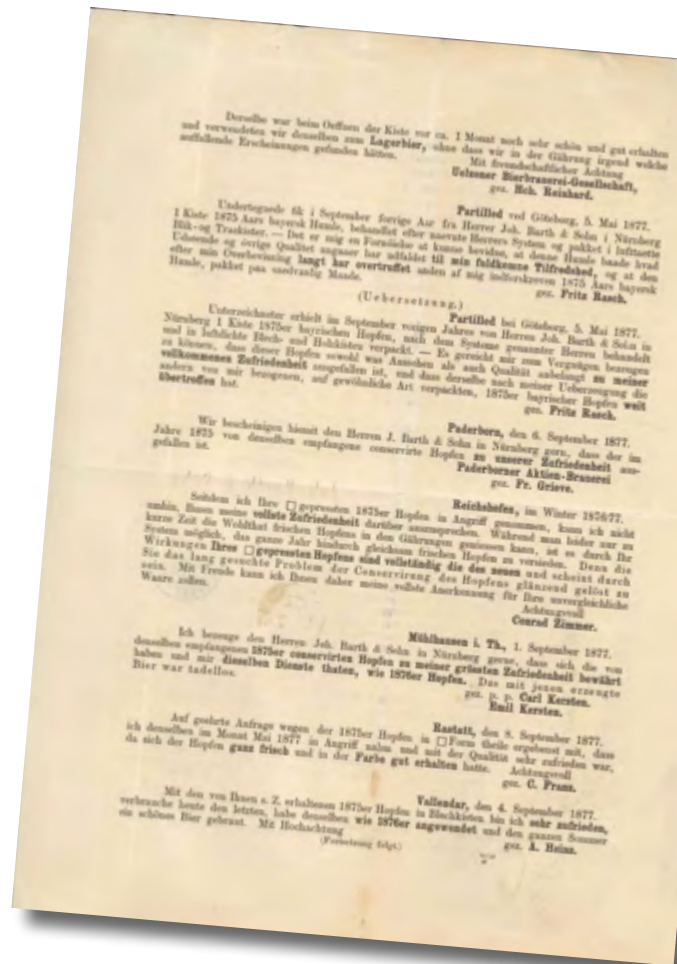 Derselbe war beim Oeffnen der Kiste vor ca. 1 Monat noch sehr schön und gut erhalten
und verwendeten wir denselben zum Lagerbier, ohne dass wir in der Gährung irgend welche
auffallende Erscheinungen gefunden hätten.
Mit freundschaftlicher Achtung
Uelzener Bierbrauerei-Gesellschaft,
gez. Hch. Reinhard.
Partilled ved Göteborg, 5. Mai 1877.
Undertegnede fik i September forrige Aar fra Herrer Joh. Barth & Sohn i Nürnberg
1 Kiste 1875 Aars bayersk Humle, behandlet efter nævnte Herrers System og pakket i lufttætte
Blik-og Trækister. — Det er mig en Fornöielse at kunne bevidne, at denne Humle baade hvad
Udseende og övrige Qualitet angaaer har udfaldet til min fuldkomne Tilfredshed, og at den
efter min Overbevisning langt har overtruffet anden af mig indforskreven 1875 Aars bayersk
Humle, pakket paa sædvanlig Maade.
gez. Fritz Rasch.
(Uebersetzung.)
Partilled bei Göteborg, 5. Mai 1877.
Unterzeichneter erhielt im September vorigen Jahres von Herren Joh. Barth & Sohn in
Nürnberg 1 Kiste 1875er bayrischen Hopfen, nach dem Systeme genannter Herren behandelt
und in luftdichte Blech- und Holzkisten verpackt. — Es gereicht mir zum Vergnügen bezeugen
zu können, dass dieser Hopfen sowohl was Aussehen als auch Qualität anbelangt zu meiner
vollkommenen Zufriedenheit ausgefallen ist, und dass derselbe nach meiner Ueberzeugung die
andern von mir bezogenen, auf gewöhnliche Art verpackten, 1875er bayrischer Hopfen weit
übertroffen hat.
gez. Fritz Rasch.
Paderborn, den 6. September 1877.
Wir bescheinigen hiemit den Herren J. Barth & Sohn in Nürnberg gern, dass der im
Jahre 1875 von denselben empfangene conservirte Hopfen zu unserer Zufriedenheit aus-
gefallen ist.
Paderborner Aktien-Brauerei
gez. Fr. Grieve.
Reichshofen, im Winter 1876/77.
Seitdem ich Ihre □ gepressten 1875er Hopfen in Angriff genommen, kann ich nicht
umhin, Ihnen meine vollste Zufriedenheit darüber auszusprechen. Während man leider nur zu
kurze Zeit die Wohlthat frischen Hopfens in den Gährungen geniessen kann, ist es durch Ihr
System möglich, das ganze Jahr hindurch gleichsam frischen Hopfen zu versieden. Denn die
Wirkungen Ihres □ gepressten Hopfens sind vollständig die des neuen und scheint durch
Sie das lang gesuchte Problem der Conservirung des Hopfens glänzend gelöst zu
sein. Mit Freude kann ich Ihnen daher meine vollste Anerkennung für Ihre unvergleichliche
Waare zollen.
Achtungsvoll
Conrad Zimmer.
Mühlhausen i. Th., 1. September 1877.
Ich bezeuge den Herren Joh. Barth & Sohn in Nürnberg gerne, dass sich die von
denselben empfangenen 1875er conservirten Hopfen zu meiner grössten Zufriedenheit bewährt
haben und mir dieselben Dienste thaten, wie 1876er Hopfen. Das mit jenen erzeugte
Bier war tadellos.
gez. p. p. Carl Kersten.
Emil Kersten.
Rastatt, den 8. September 1877.
Auf geehrte Anfrage wegen der 1875er Hopfen in □ Form theile ergebenst mit, dass
ich denselben im Monat Mai 1877 in Angriff nahm und mit der Qualität sehr zufrieden war,
da sich der Hopfen ganz frisch und in der Farbe gut erhalten hatte.
Achtungsvoll
gez. C. Franz.
Vallendar, den 4. September 1877.
Mit den von Ihnen s. Z. erhaltenen 1875er Hopfen in Blechkisten bin ich sehr zufrieden,
verbrauche heute den letzten, habe denselben wie 1876er angewendet und den ganzen Sommer
ein schönes Bier gebraut. Mit Hochachtung
gez. A. Heinz.
(Fortsetzung folgt.)